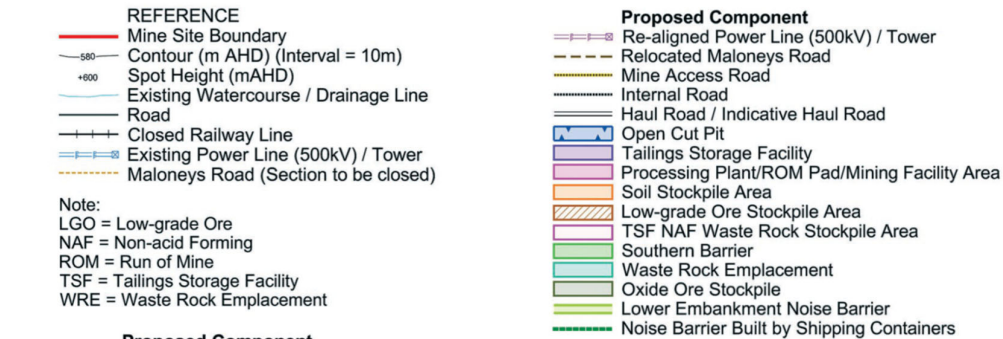 REFERENCE
Mine Site Boundary
580 Contour (m AHD) (Interval = 10m)
+600 Spot Height (mAHD)
Existing Watercourse / Drainage Line
Road
Closed Railway Line
Existing Power Line (500kV) / Tower
Maloneys Road (Section to be closed)
Note:
LGO = Low-grade Ore
NAF = Non-acid Forming
ROM = Run of Mine
TSF = Tailings Storage Facility
WRE = Waste Rock Emplacement
Proposed Component
Proposed Component
Re-aligned Power Line (500kV) / Tower
Relocated Maloneys Road
Mine Access Road
Internal Road
Haul Road / Indicative Haul Road
Open Cut Pit
Tailings Storage Facility
Processing Plant/ROM Pad/Mining Facility Area
Soil Stockpile Area
Low-grade Ore Stockpile Area
TSF NAF Waste Rock Stockpile Area
Southern Barrier
Waste Rock Emplacement
Oxide Ore Stockpile
Lower Embankment Noise Barrier
Noise Barrier Built by Shipping Containers